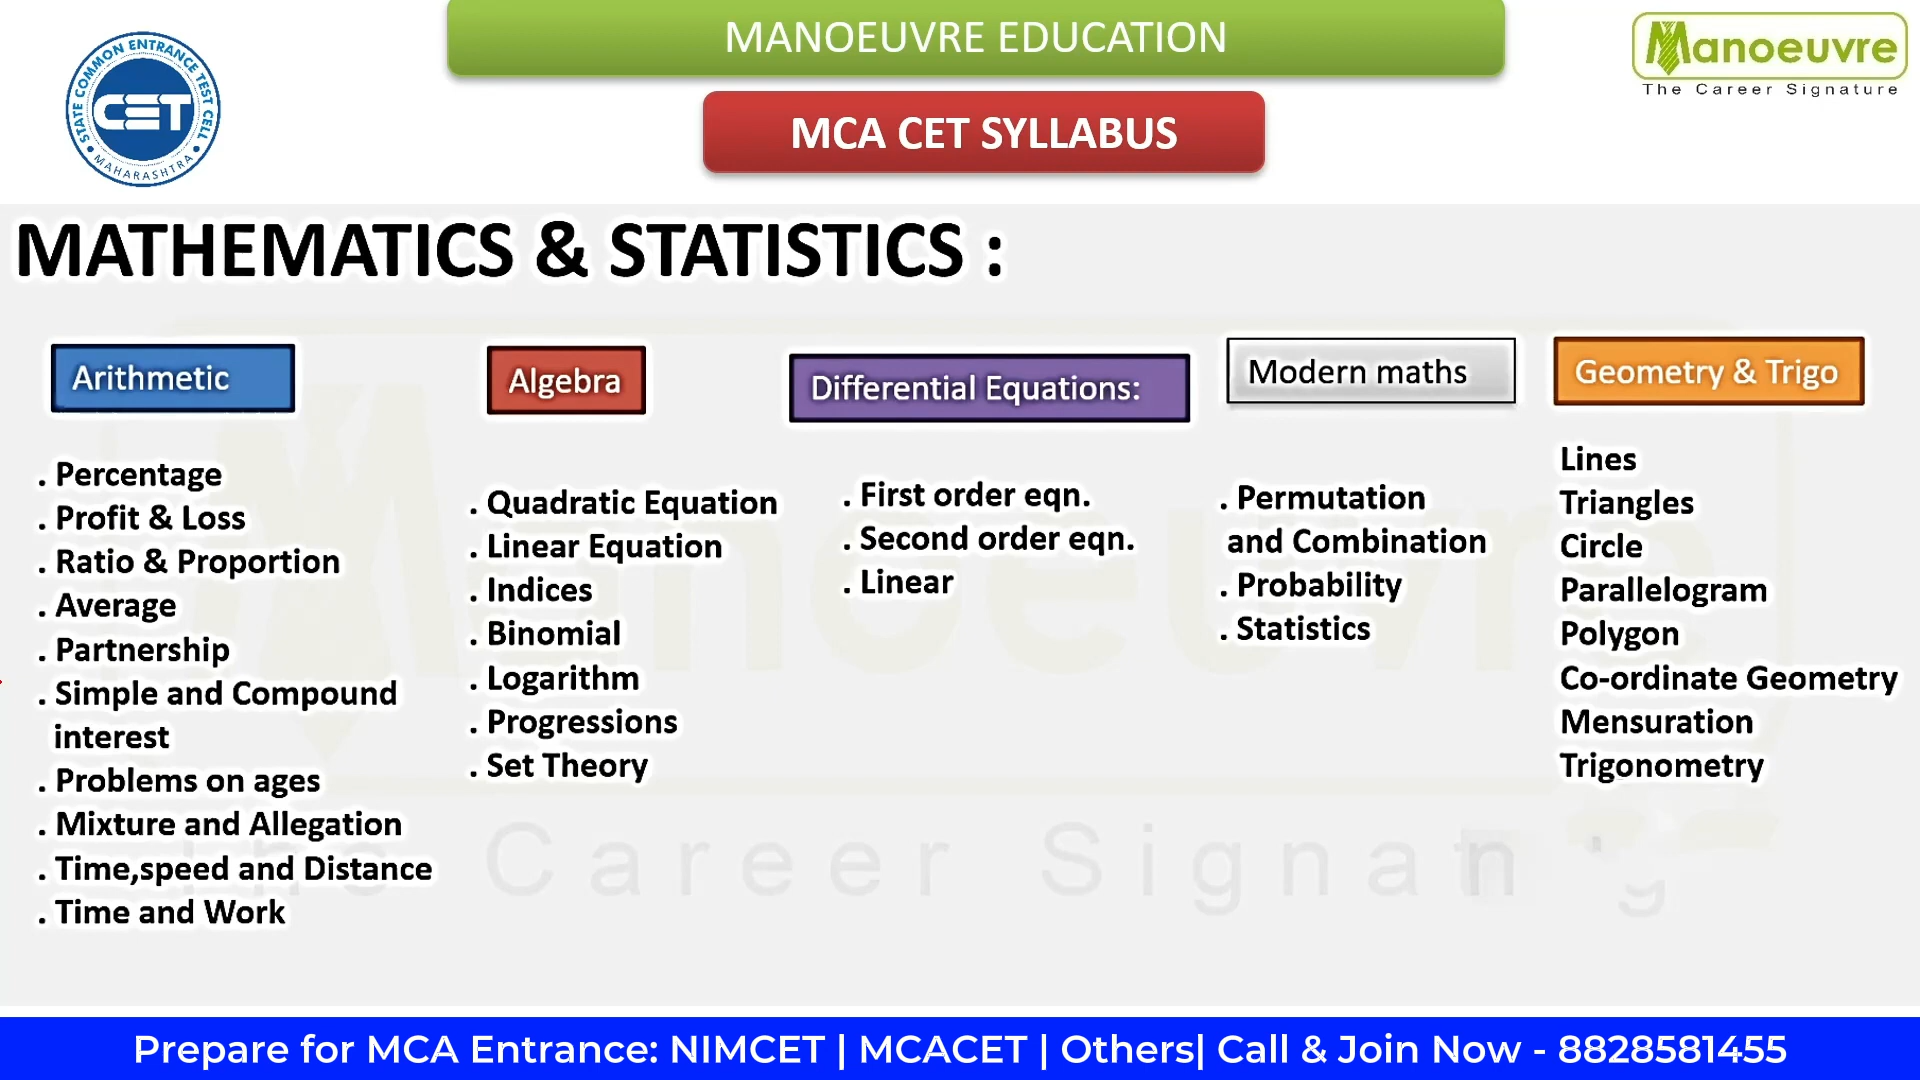 STATE COMMON ENTRANCE TEST CELL
CET
MAHARASHTRA
MANOEUVRE EDUCATION
MCA CET SYLLABUS
Manoeuvre
The Career Signature
MATHEMATICS & STATISTICS :
Arithmetic
. Percentage
. Profit & Loss
. Ratio & Proportion
. Average
. Partnership
. Simple and Compound
interest
. Problems on ages
. Mixture and Allegation
. Time,speed and Distance
. Time and Work
Algebra
. Quadratic Equation
. Linear Equation
. Indices
. Binomial
. Logarithm
. Progressions
. Set Theory
Differential Equations:
. First order eqn.
. Second order eqn.
. Linear
Modern maths
. Permutation
and Combination
. Probability
. Statistics
Geometry & Trigo
Lines
Triangles
Circle
Parallelogram
Polygon
Co-ordinate Geometry
Mensuration
Trigonometry
Manoeuvre
Career
Prepare for MCA Entrance: NIMCET | MCACET | Others| Call & Join Now - 8828581455